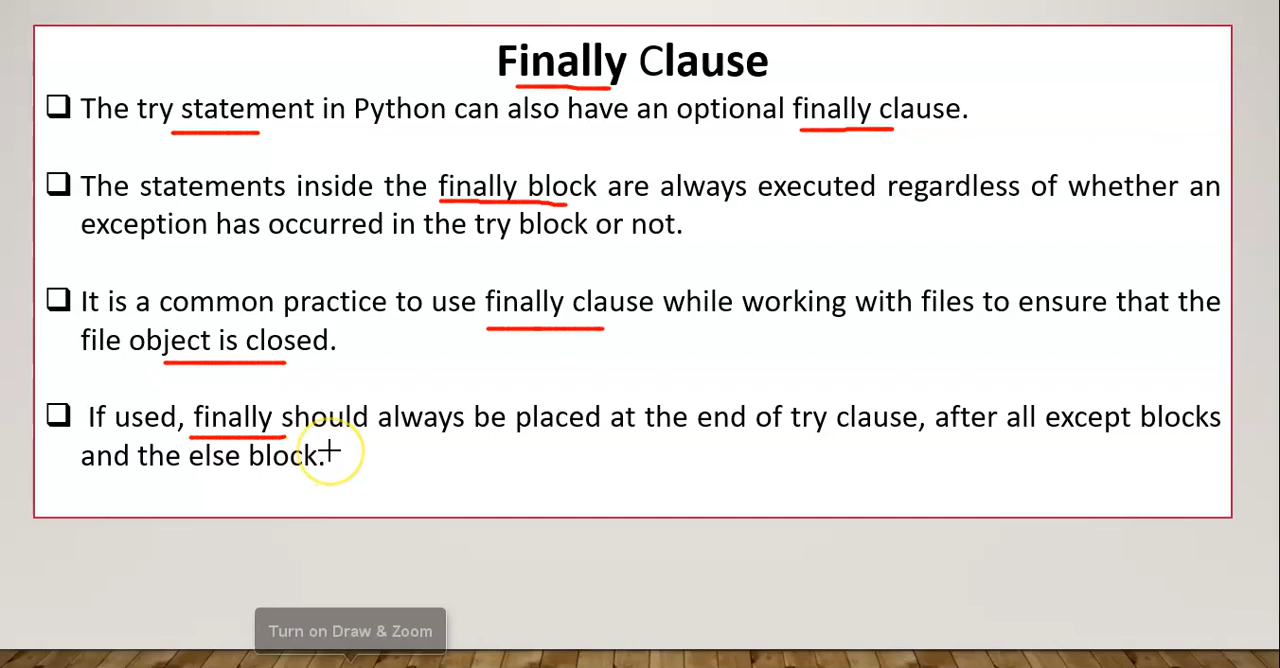 Finally Clause
❑ The try statement in Python can also have an optional finally clause.
❑ The statements inside the finally block are always executed regardless of whether an
exception has occurred in the try block or not.
❑ It is a common practice to use finally clause while working with files to ensure that the
file object is closed.
❑ If used, finally should always be placed at the end of try clause, after all except blocks
and the else block.
Turn on Draw & Zoom